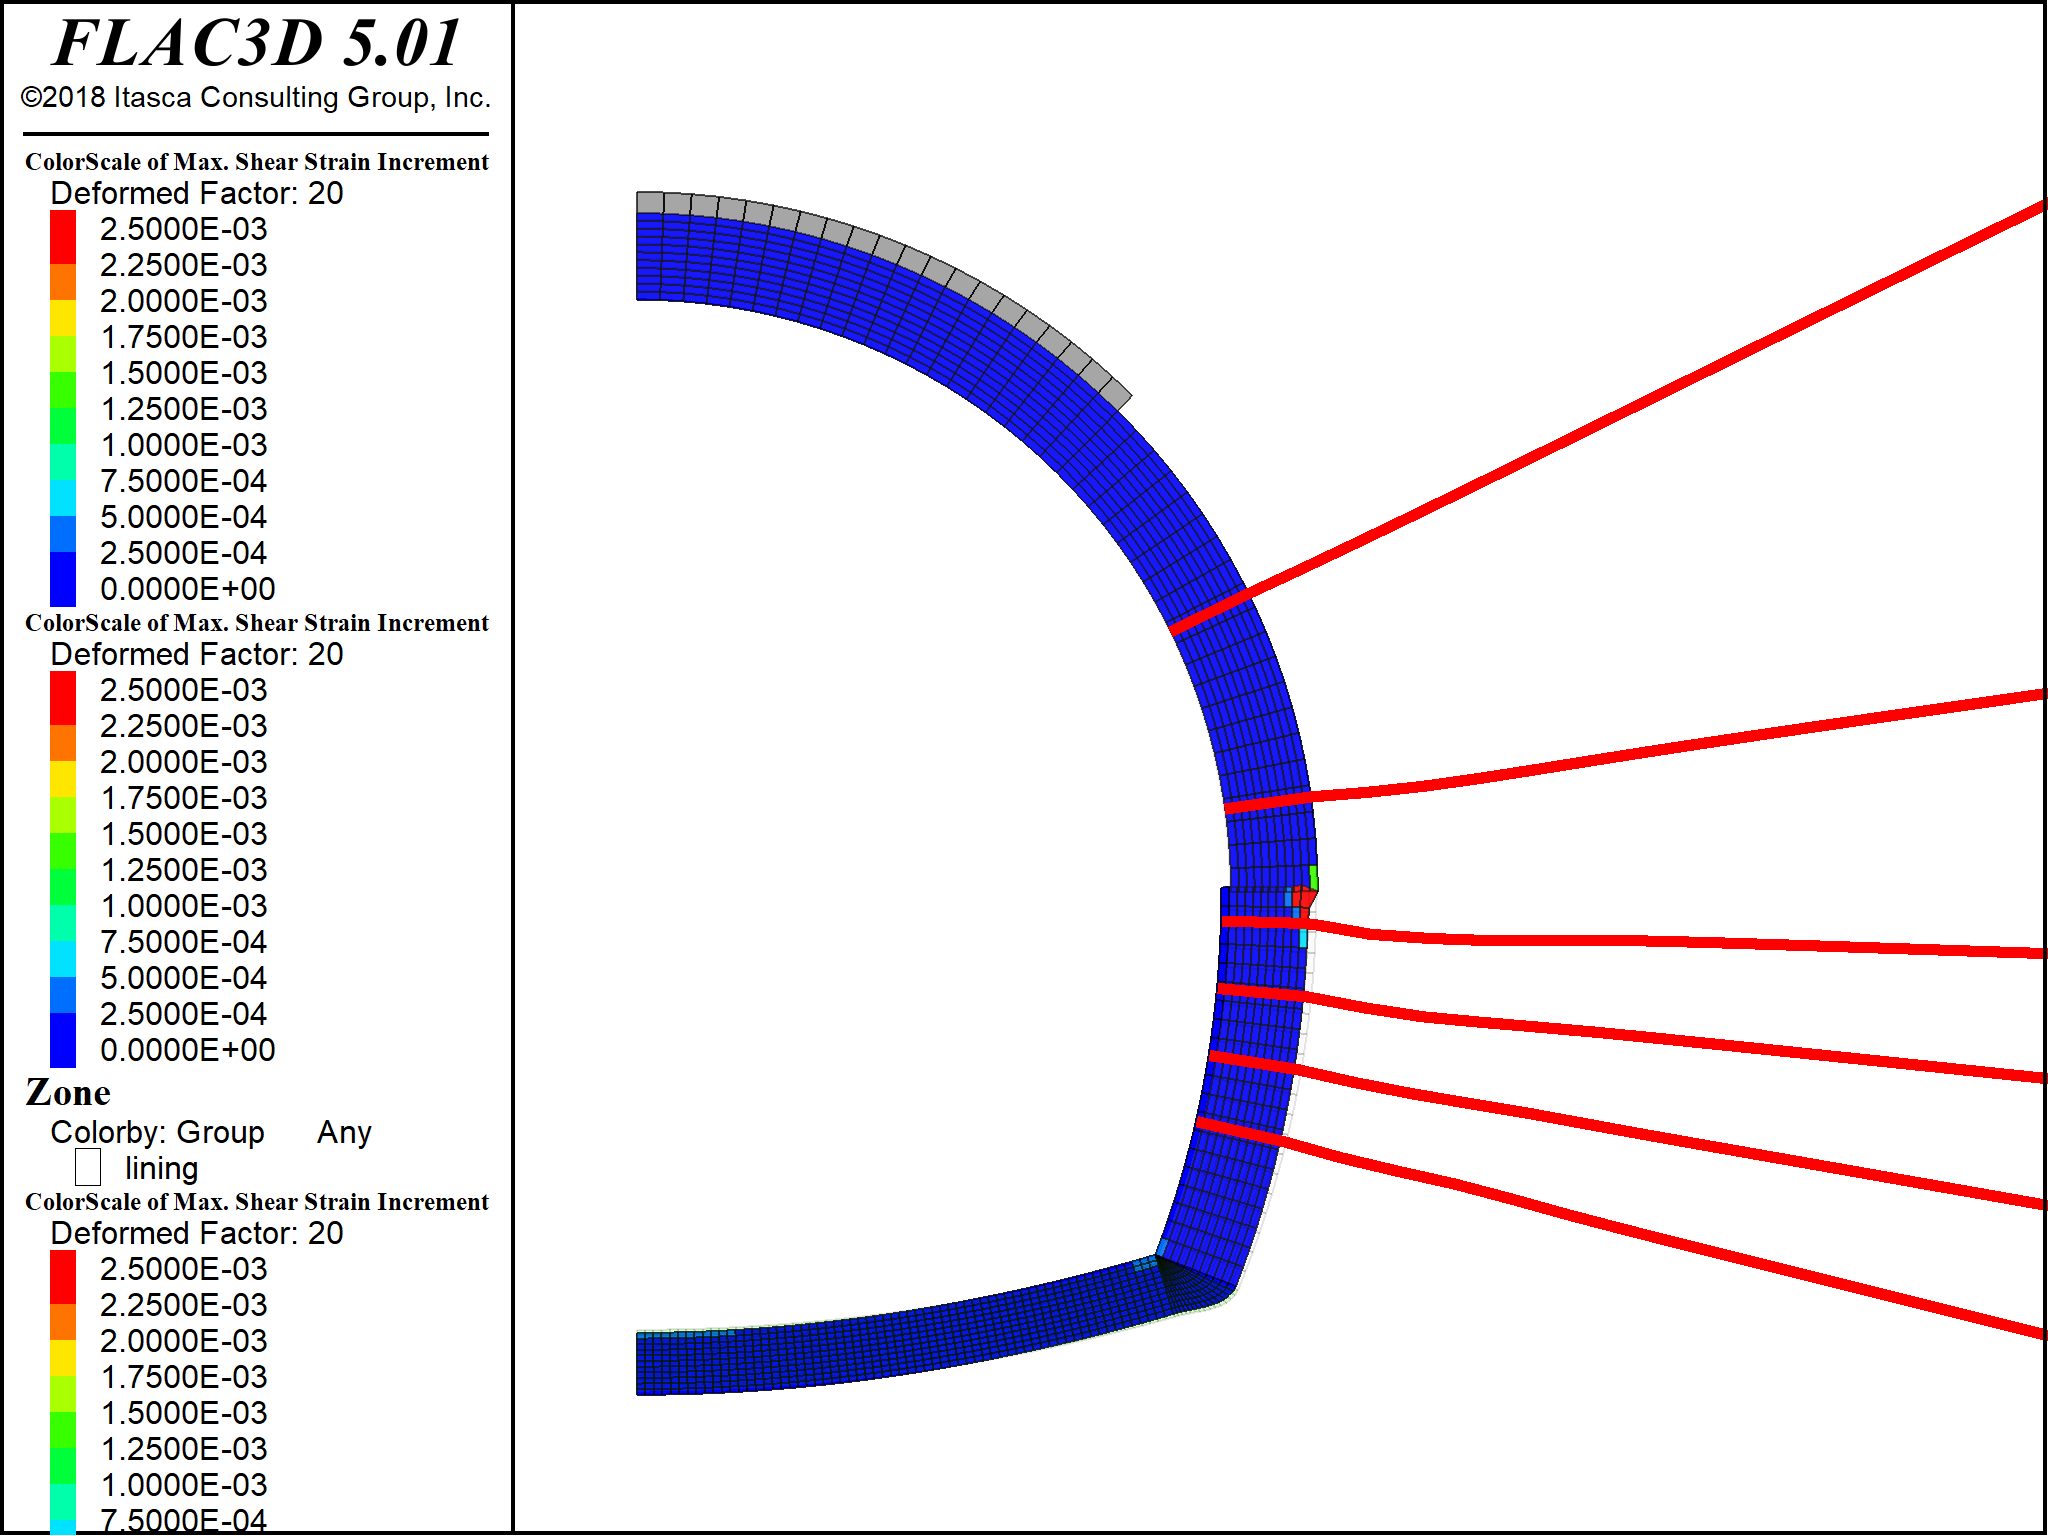 FLAC3D 5.01
©2018 Itasca Consulting Group, Inc.
ColorScale of Max. Shear Strain Increment
Deformed Factor: 20
2.5000E-03
2.2500E-03
2.0000E-03
1.7500E-03
1.5000E-03
1.2500E-03
1.0000E-03
7.5000E-04
5.0000E-04
2.5000E-04
0.0000E+00
ColorScale of Max. Shear Strain Increment
Deformed Factor: 20
2.5000E-03
2.2500E-03
2.0000E-03
1.7500E-03
1.5000E-03
1.2500E-03
1.0000E-03
7.5000E-04
5.0000E-04
2.5000E-04
0.0000E+00
Zone
Colorby: Group Any
lining
ColorScale of Max. Shear Strain Increment
Deformed Factor: 20
2.5000E-03
2.2500E-03
2.0000E-03
1.7500E-03
1.5000E-03
1.2500E-03
1.0000E-03
7.5000E-04